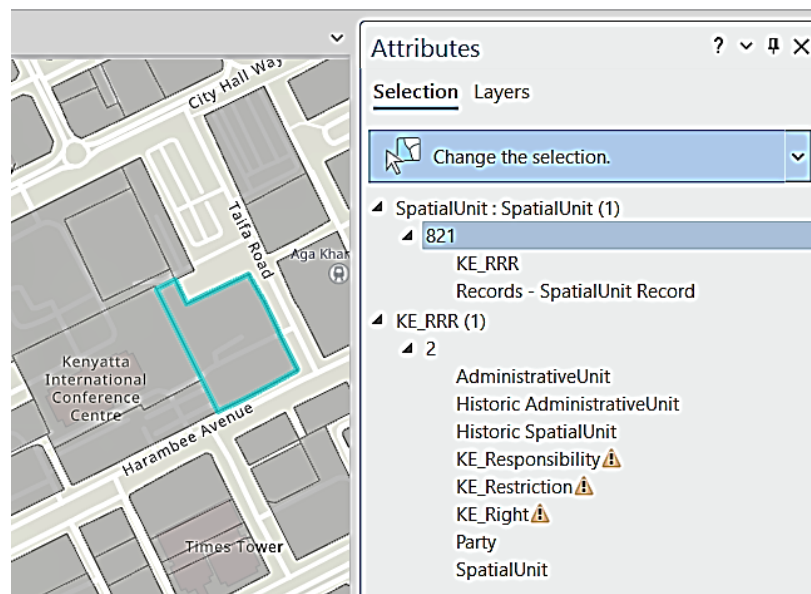 City Hall Way
Taifa Road
Aga Khan
Kenyatta
International
Conference
Centre
Harambee Avenue
Times Tower
Attributes
?
Selection Layers
Change the selection.
SpatialUnit : SpatialUnit (1)
821
KE_RRR
Records - SpatialUnit Record
KE_RRR (1)
2
AdministrativeUnit
Historic AdministrativeUnit
Historic SpatialUnit
KE_Responsibility
KE_Restriction
KE_Right
Party
SpatialUnit